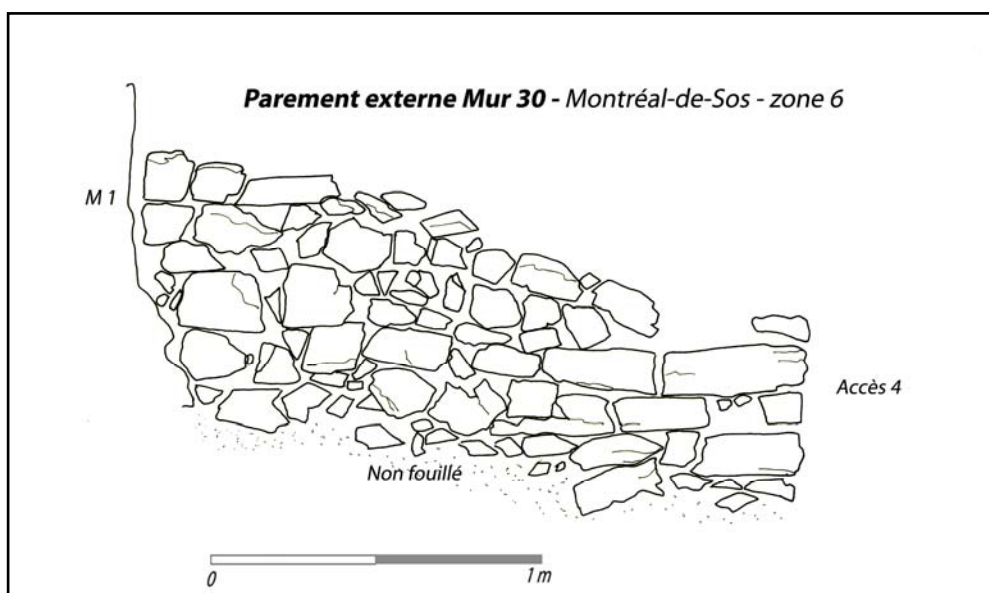 Parement externe Mur 30 - Montréal-de-Sos - zone 6
M 1
Accès 4
Non fouillé
0 1 m